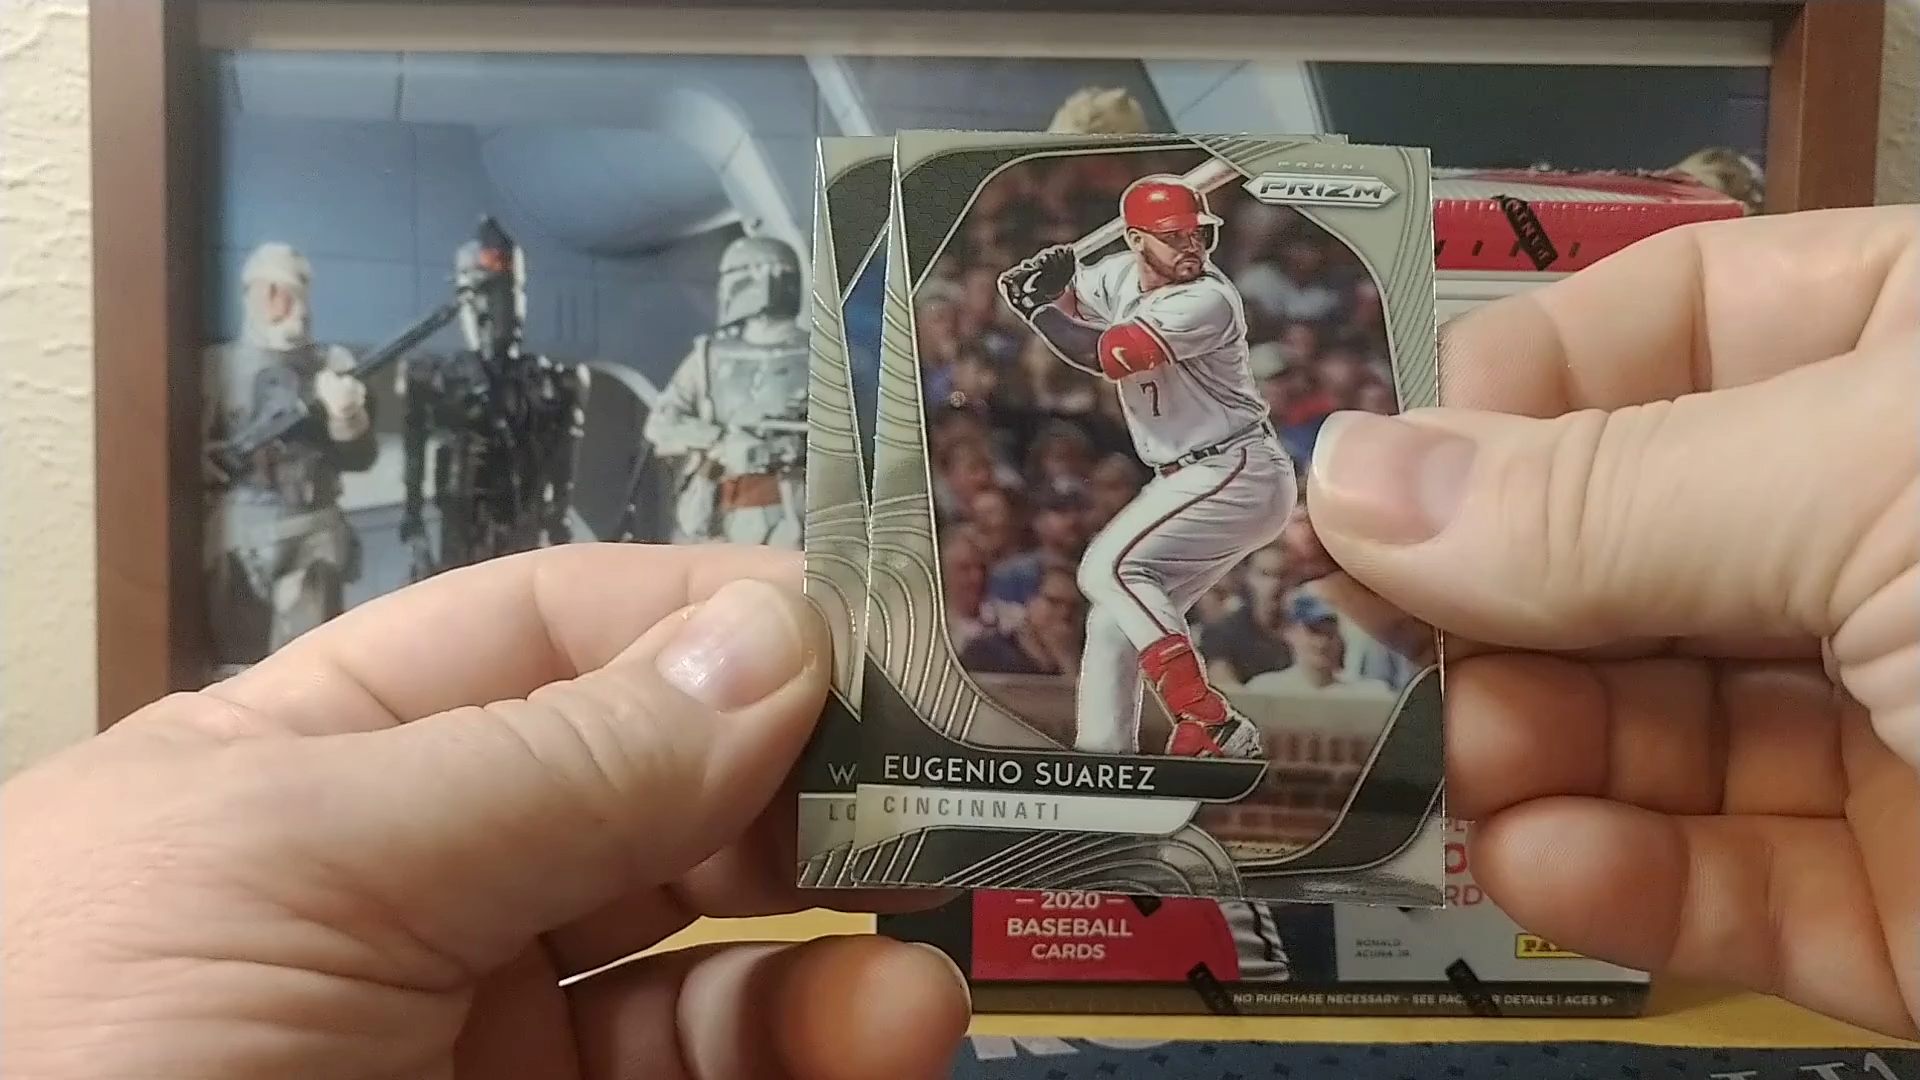 PANINI
PRIZM
7
W
EUGENIO SUAREZ
LO
CINCINNATI
— 2020 —
BASEBALL
CARDS
RONALD
ACUNA JR.
NO PURCHASE NECESSARY - SEE PAC R DETAILS | AGES 9+